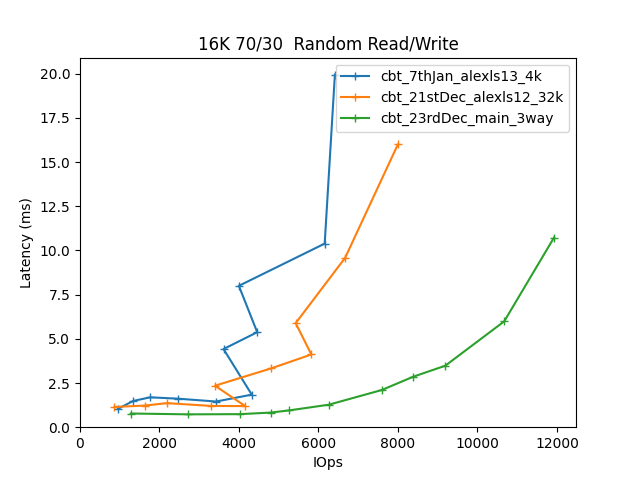 16K 70/30  Random Read/Write
cbt_7thJan_alexls13_4k
cbt_21stDec_alexls12_32k
cbt_23rdDec_main_3way
Latency (ms)
20.0
17.5
15.0
12.5
10.0
7.5
5.0
2.5
0.0
0 2000 4000 6000 8000 10000 12000
IOps